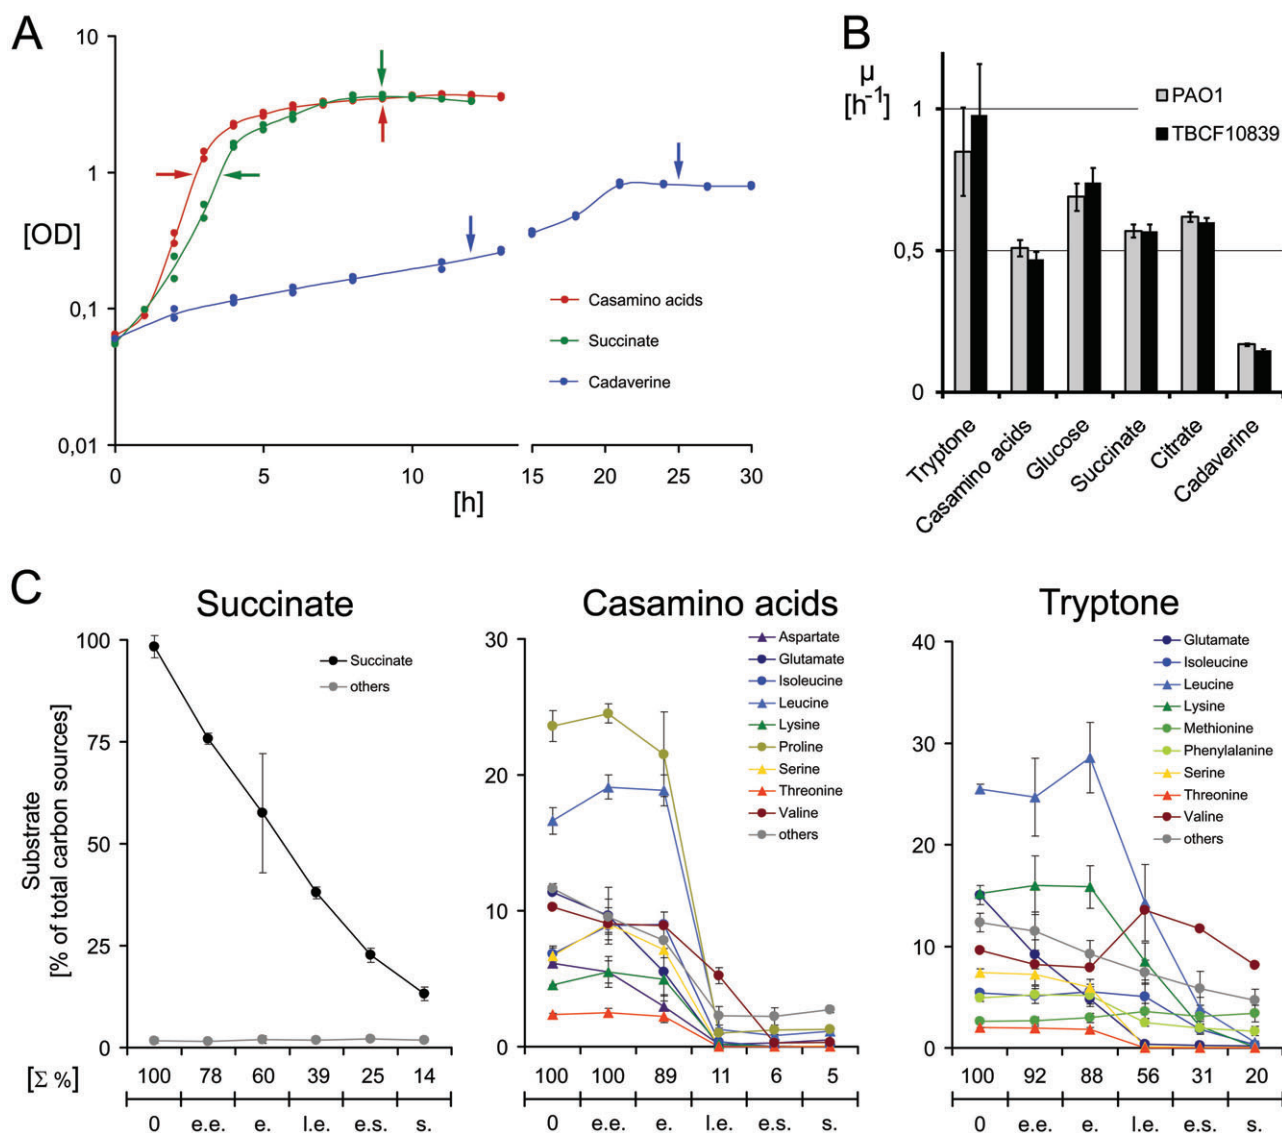 A
10
1
[OD]
0,1
0,01
Casamino acids
Succinate
Cadaverine
0 5 10 15 20 25 30
[h]
B
µ
[h-1]
1
0,5
0
PAO1
TBCF10839
Tryptone
Casamino acids
Glucose
Succinate
Citrate
Cadaverine
C
Succinate
Substrate
[% of total carbon sources]
100
75
50
25
0
Succinate
others
[Σ %] 100 78 60 39 25 14
0 e.e. e. l.e. e.s. s.
Casamino acids
30
20
10
0
Aspartate
Glutamate
Isoleucine
Leucine
Lysine
Proline
Serine
Threonine
Valine
others
100 100 89 11 6 5
0 e.e. e. l.e. e.s. s.
Tryptone
40
30
20
10
0
Glutamate
Isoleucine
Leucine
Lysine
Methionine
Phenylalanine
Serine
Threonine
Valine
others
100 92 88 56 31 20
0 e.e. e. l.e. e.s. s.